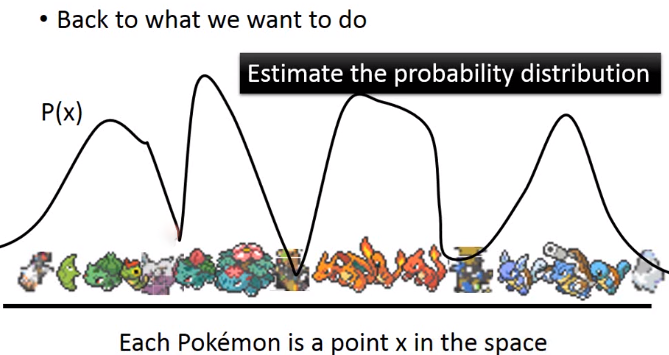 • Back to what we want to do
Estimate the probability distribution
P(x)
Each Pokémon is a point x in the space